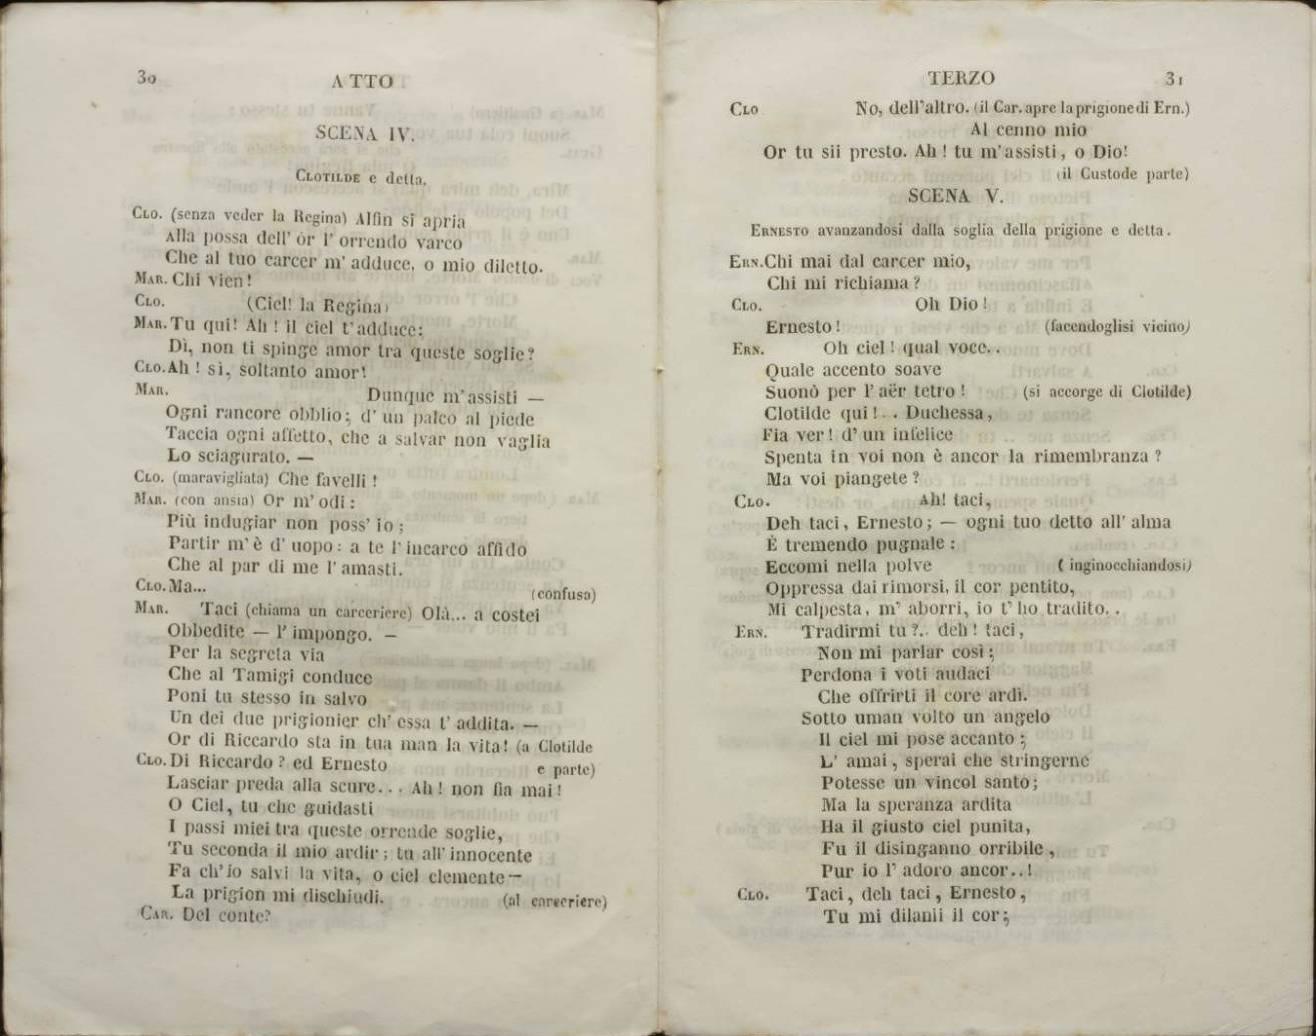 30
ATTO
SCENA IV.
CLOTILDE e detta.
CLO. (senza veder la Regina) Alfin si apria
Alla possa dell' òr l' orrendo varco
Che al tuo carcer m' adduce, o mio diletto.
MAR. Chi vien!
CLO. (Ciel! la Regina)
MAR. Tu qui! Ah! il ciel t' adduce:
Dì, non ti spinge amor tra queste soglie?
CLO. Ah! sì, soltanto amor!
MAR. Dunque m' assisti —
Ogni rancore obblio; d' un palco al piede
Taccia ogni affetto, che a salvar non vaglia
Lo sciagurato. —
CLO. (maravigliata) Che favelli!
MAR. (con ansia) Or m' odi:
Più indugiar non poss' io;
Partir m' è d' uopo: a te l' incarco affido
Che al par di me l' amasti.
CLO. Ma...
(confusa)
MAR. Taci (chiama un carceriere) Olà... a costei
Obbedite — l' impongo. —
Per la segreta via
Che al Tamigi conduce
Poni tu stesso in salvo
Un dei due prigionier ch' essa t' addita. —
Or di Riccardo sta in tua man la vita! (a Clotilde
CLO. Di Riccardo? ed Ernesto e parte)
Lasciar preda alla scure... Ah! non fia mai!
O Ciel, tu che guidasti
I passi miei tra queste orrende soglie,
Tu seconda il mio ardir; tu all' innocente
Fa ch' io salvi la vita, o ciel clemente —
La prigion mi dischiudi. (al carceriere)
CAR. Del conte?
TERZO
31
CLO No, dell' altro. (il Car. apre la prigione di Ern.)
Al cenno mio
Or tu sii presto. Ah! tu m' assisti, o Dio!
(il Custode parte)
SCENA V.
ERNESTO avanzandosi dalla soglia della prigione e detta.
ERN. Chi mai dal carcer mio,
Chi mi richiama?
CLO. Oh Dio!
Ernesto! (facendoglisi vicino)
ERN. Oh ciel! qual voce..
Quale accento soave
Suonò per l' aër tetro! (si accorge di Clotilde)
Clotilde qui!.. Duchessa,
Fia ver! d' un infelice
Spenta in voi non è ancor la rimembranza?
Ma voi piangete?
CLO. Ah! taci,
Deh taci, Ernesto; — ogni tuo detto all' alma
È tremendo pugnale:
Eccomi nella polve (inginocchiandosi)
Oppressa dai rimorsi, il cor pentito,
Mi calpesta, m' aborri, io t' ho tradito..
ERN. Tradirmi tu?.. deh! taci,
Non mi parlar così;
Perdona i voti audaci
Che offrirti il core ardì.
Sotto uman volto un angelo
Il ciel mi pose accanto;
L' amai, sperai che stringerne
Potesse un vincol santo;
Ma la speranza ardita
Ha il giusto ciel punita,
Fu il disinganno orribile,
Pur io l' adoro ancor..!
CLO. Taci, deh taci, Ernesto,
Tu mi dilanii il cor;